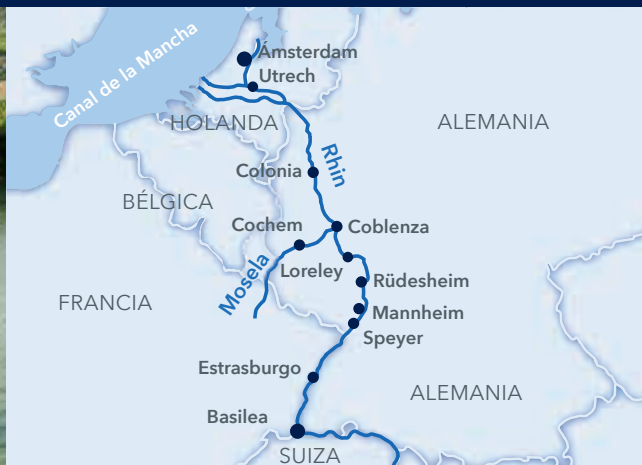 Canal de la Mancha
Ámsterdam
Utrech
HOLANDA
ALEMANIA
Rhin
Colonia
BÉLGICA
Cochem
Coblenza
Loreley
Mosela
Rüdesheim
FRANCIA
Mannheim
Speyer
Estrasburgo
ALEMANIA
Basilea
SUIZA